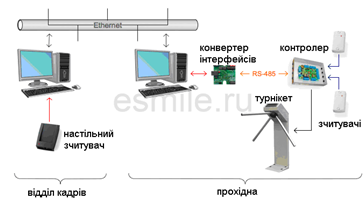 Ethernet
конвертер
інтерфейсів
контролер
RS-485
esmile.ru
турнікет
настільний
зчитувач
зчитувачі
відділ кадрів
прохідна